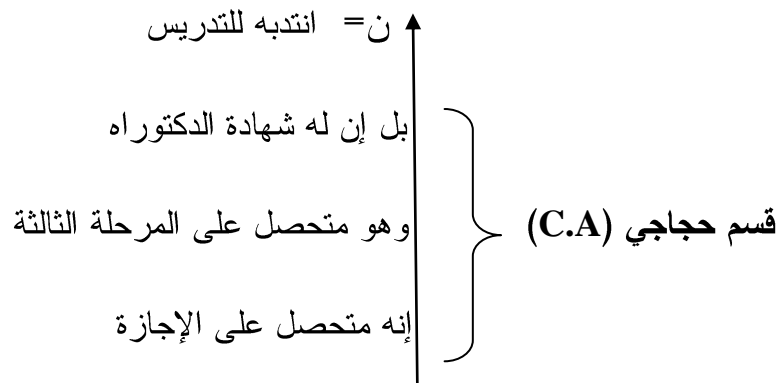 ن= انتدبه للتدريس
بل إن له شهادة الدكتوراه
قسم حجاجي (C.A)
وهو متحصل على المرحلة الثالثة
إنه متحصل على الإجازة